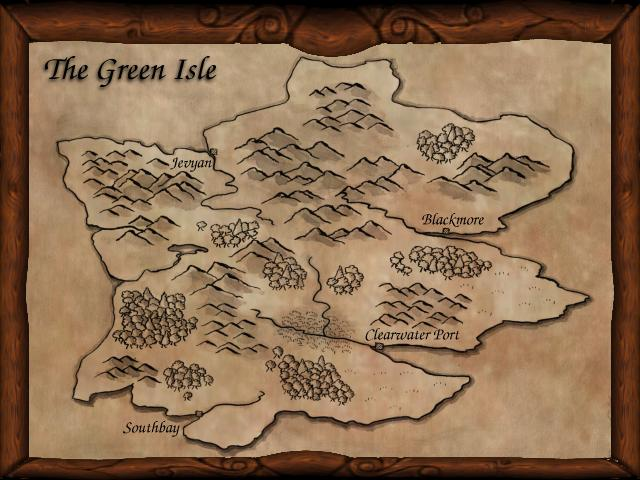 The Green Isle
Jevyan
Blackmore
Clearwater Port
Southbay